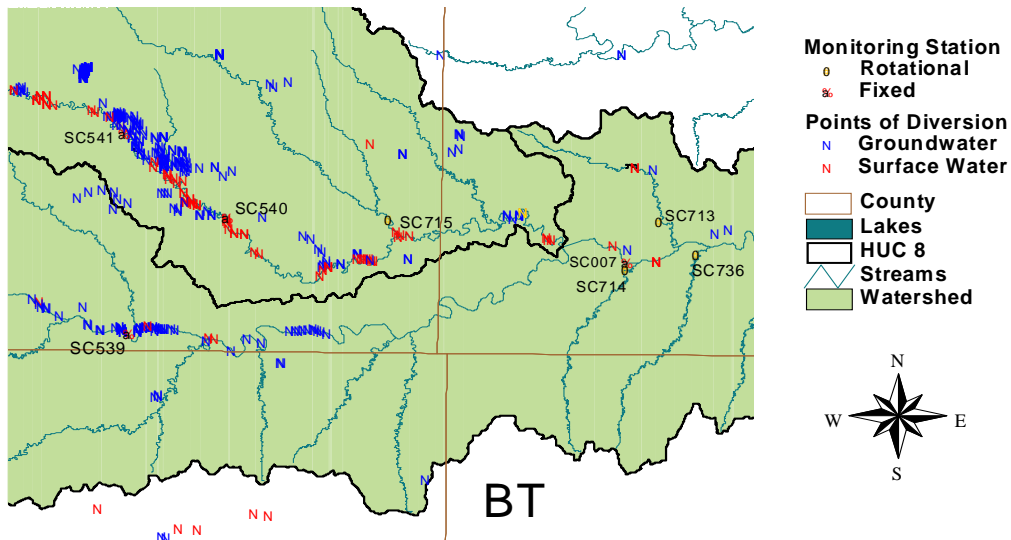 Monitoring Station
0 Rotational
% a Fixed
Points of Diversion
N Groundwater
N Surface Water
County
Lakes
HUC 8
Streams
Watershed
SC541
SC540
SC715
SC713
SC007
SC736
SC714
SC539
BT
N
W E
S